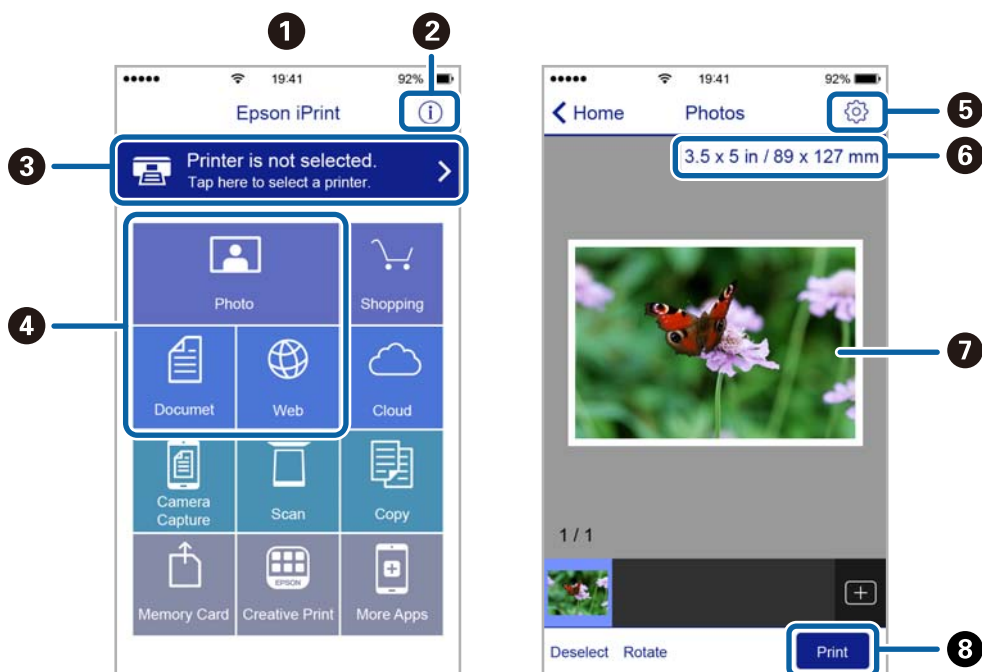 1
2
19:41
92%
Epson iPrint
3
Printer is not selected.
Tap here to select a printer.
4
Photo
Shopping
Documet
Web
Cloud
Camera
Capture
Scan
Copy
Memory Card
EPSON
Creative Print
More Apps
19:41
92%
Home
Photos
5
3.5 x 5 in / 89 x 127 mm
6
7
1 / 1
Deselect
Rotate
Print
8